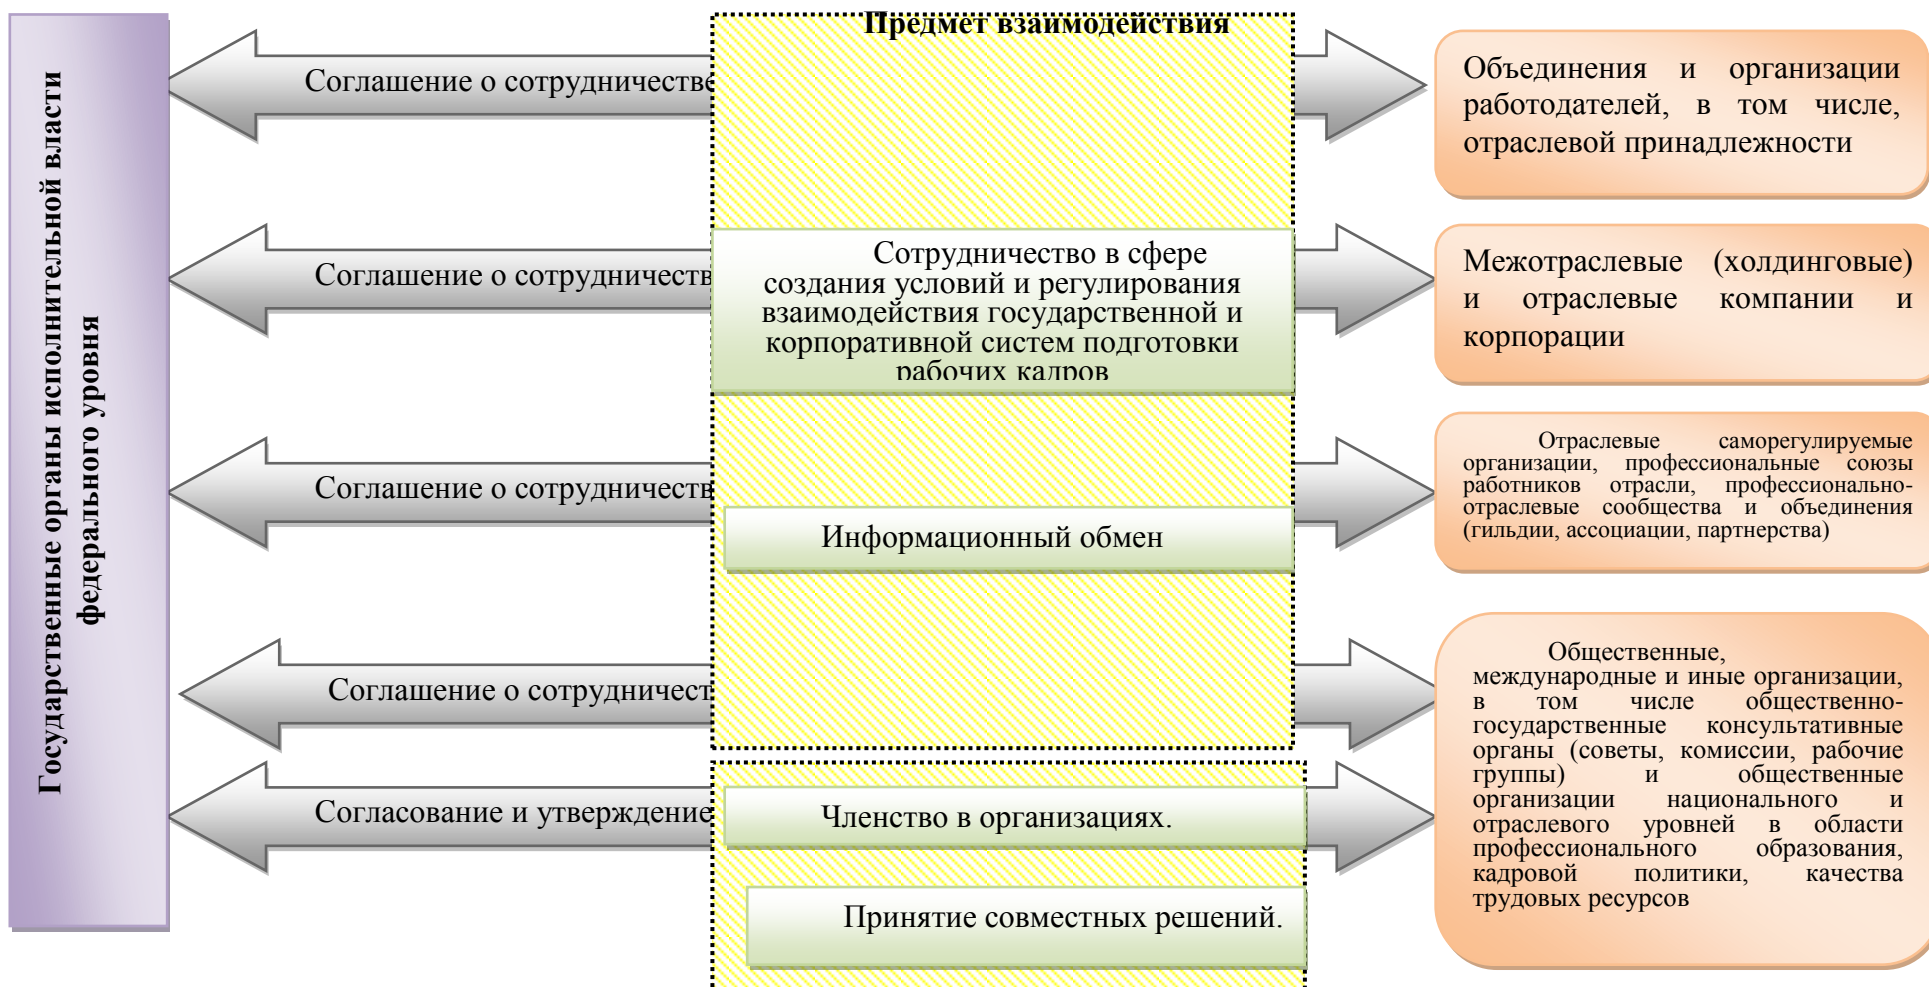 Государственные органы исполнительной власти
федерального уровня
Предмет взаимодействия
Соглашение о сотрудничестве
Соглашение о сотрудничеств
Соглашение о сотрудничеств
Соглашение о сотрудничест
Согласование и утверждение
Сотрудничество в сфере
создания условий и регулирования
взаимодействия государственной и
корпоративной систем подготовки
рабочих кадров
Информационный обмен
Членство в организациях.
Принятие совместных решений.
Объединения и организации
работодателей, в том числе,
отраслевой принадлежности
Межотраслевые (холдинговые)
и отраслевые компании и
корпорации
Отраслевые саморегулируемые
организации, профессиональные союзы
работников отрасли, профессионально-
отраслевые сообщества и объединения
(гильдии, ассоциации, партнерства)
Общественные,
международные и иные организации,
в том числе общественно-
государственные консультативные
органы (советы, комиссии, рабочие
группы) и общественные
организации национального и
отраслевого уровней в области
профессионального образования,
кадровой политики, качества
трудовых ресурсов